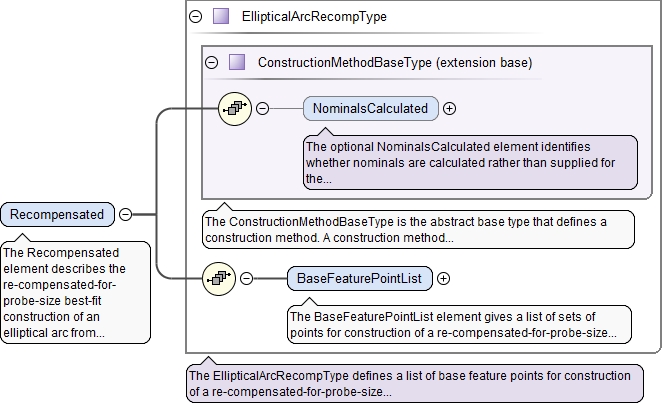 EllipticalArcRecompType
ConstructionMethodBaseType (extension base)
NominalsCalculated
The optional NominalsCalculated element identifies
whether nominals are calculated rather than supplied for
the...
Recompensated
The ConstructionMethodBaseType is the abstract base type that defines a
construction method. A construction method...
The Recompensated
element describes the
re-compensated-for-
probe-size best-fit
construction of an
elliptical arc from...
BaseFeaturePointList
The BaseFeaturePointList element gives a list of sets of
points for construction of a re-compensated-for-probe-size...
The EllipticalArcRecompType defines a list of base feature points for construction
of a re-compensated-for-probe-size...